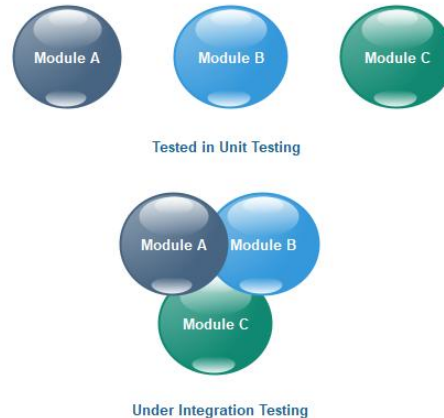 Module A
Module B
Module C
Tested in Unit Testing
Module A
Module B
Module C
Under Integration Testing